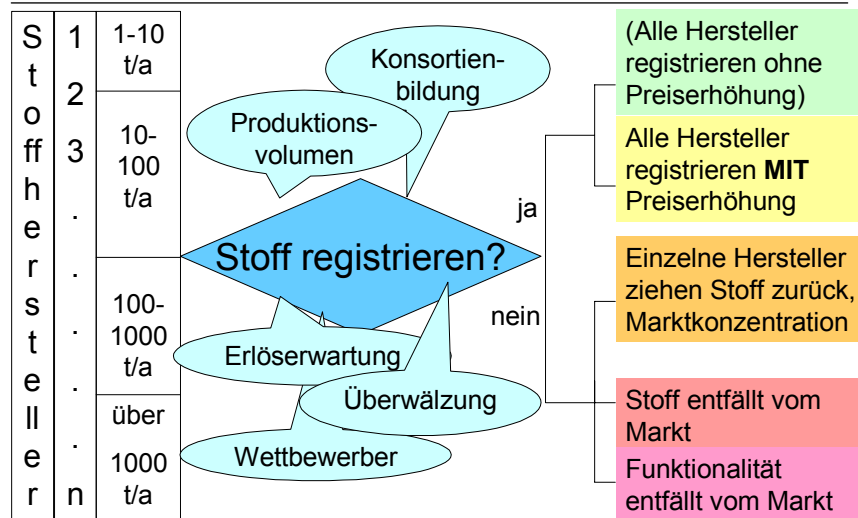 Stoffhersteller
1
2
3
.
.
.
.
n
1-10
t/a
10-
100
t/a
100-
1000
t/a
über
1000
t/a
Konsortien-
bildung
Produktions-
volumen
Stoff registrieren?
Erlöserwartung
Überwälzung
Wettbewerber
ja
nein
(Alle Hersteller
registrieren ohne
Preiserhöhung)
Alle Hersteller
registrieren MIT
Preiserhöhung
Einzelne Hersteller
ziehen Stoff zurück,
Marktkonzentration
Stoff entfällt vom
Markt
Funktionalität
entfällt vom Markt